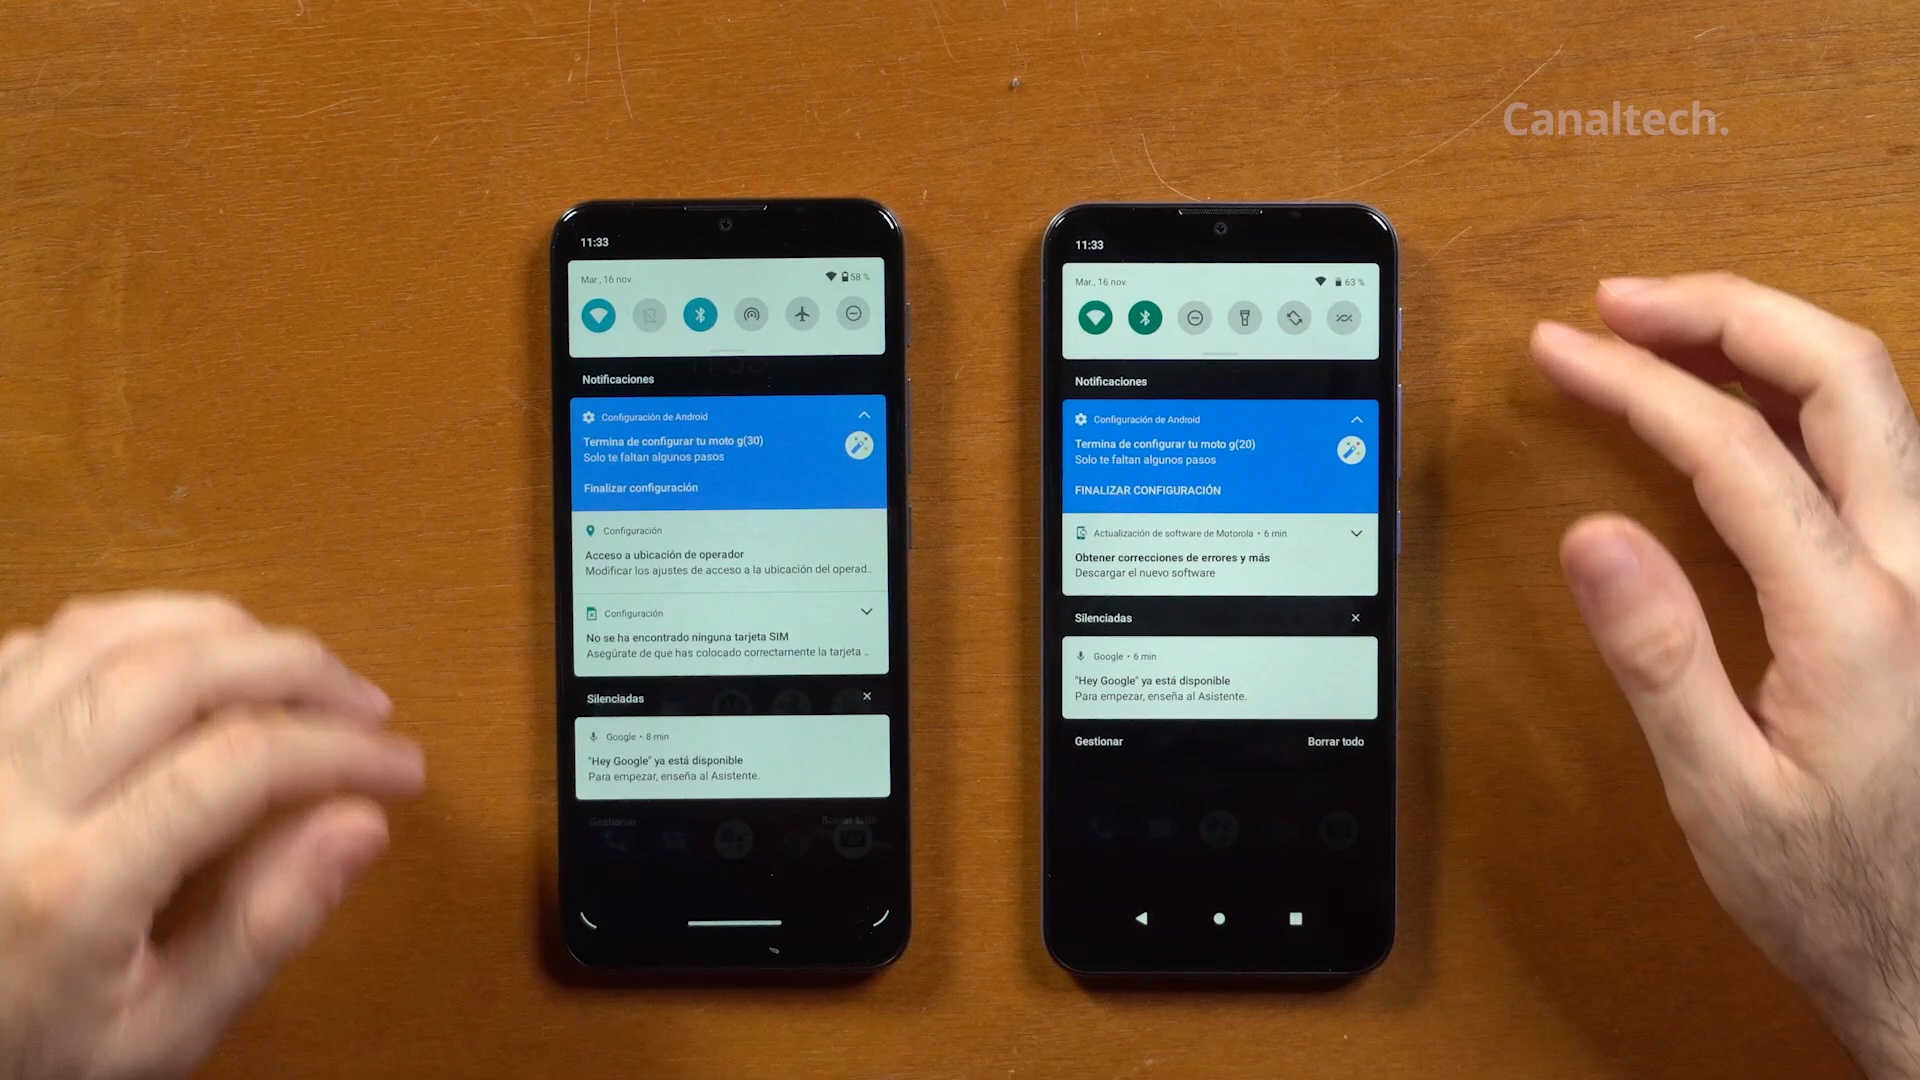 Canaltech.
11:33
Mar., 16 nov.
58 %
Notificaciones
Configuración de Android
Termina de configurar tu moto g(30)
Solo te faltan algunos pasos
Finalizar configuración
Configuración
Acceso a ubicación de operador
Modificar los ajustes de acceso a la ubicación del operad..
Configuración
No se ha encontrado ninguna tarjeta SIM
Asegúrate de que has colocado correctamente la tarjeta ..
Silenciadas
Google • 8 min
"Hey Google" ya está disponible
Para empezar, enseña al Asistente.
Gestionar
Borrar todo
11:33
Mar., 16 nov.
63 %
Notificaciones
Configuración de Android
Termina de configurar tu moto g(20)
Solo te faltan algunos pasos
FINALIZAR CONFIGURACIÓN
Actualización de software de Motorola • 6 min
Obtener correcciones de errores y más
Descargar el nuevo software
Silenciadas
Google • 6 min
"Hey Google" ya está disponible
Para empezar, enseña al Asistente.
Gestionar
Borrar todo